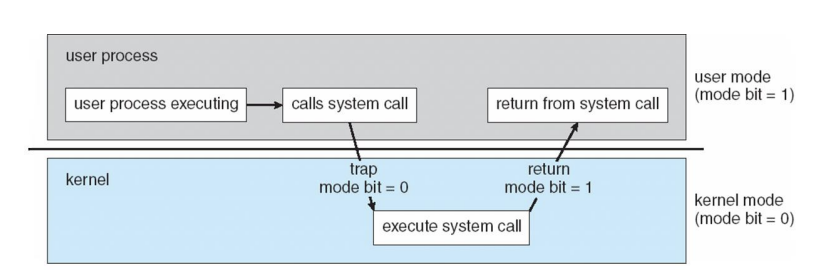 user process
user process executing
calls system call
return from system call
user mode
(mode bit = 1)
kernel
trap
mode bit = 0
return
mode bit = 1
execute system call
kernel mode
(mode bit = 0)